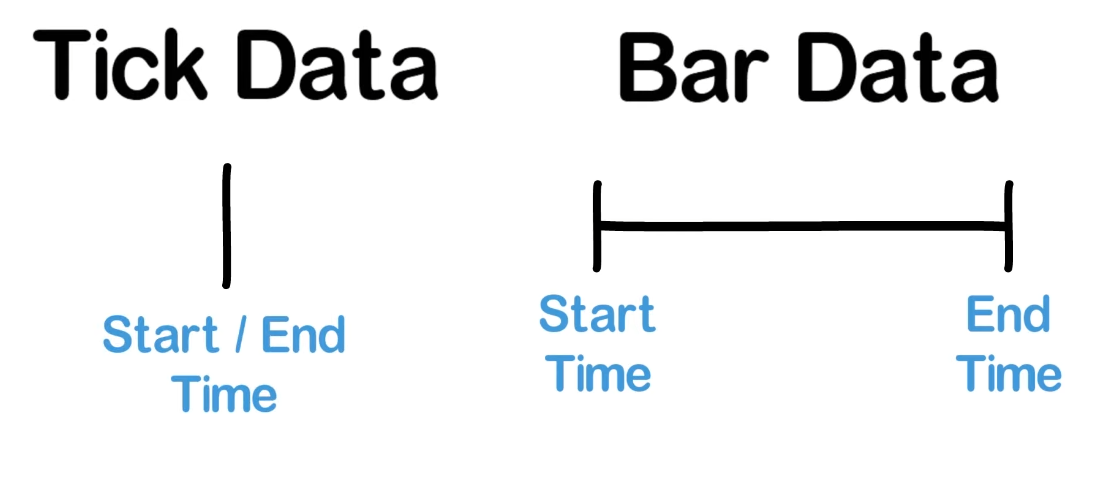 Tick Data
Bar Data
Start / End
Time
Start
Time
End
Time